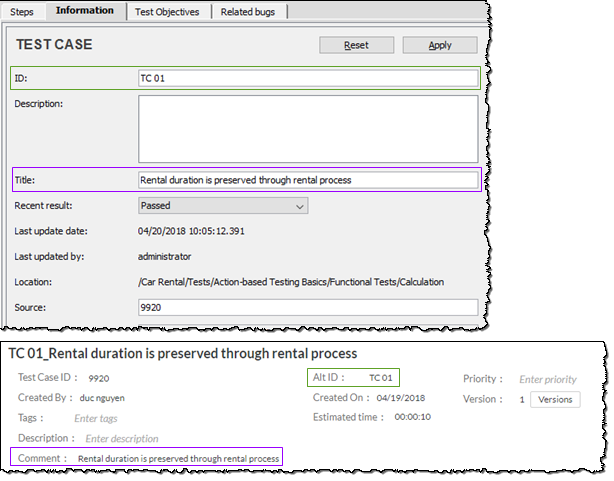 Steps Information Test Objectives Related bugs
TEST CASE Reset Apply
ID: TC 01
Description:
Title: Rental duration is preserved through rental process
Recent result: Passed
Last update date: 04/20/2018 10:05:12.391
Last updated by: administrator
Location: /Car Rental/Tests/Action-based Testing Basics/Functional Tests/Calculation
Source: 9920
TC 01_Rental duration is preserved through rental process
Test Case ID : 9920 Alt ID : TC 01 Priority : Enter priority
Created By : duc nguyen Created On : 04/19/2018 Version : 1 Versions
Tags : Enter tags Estimated time : 00:00:10
Description : Enter description
Comment : Rental duration is preserved through rental process